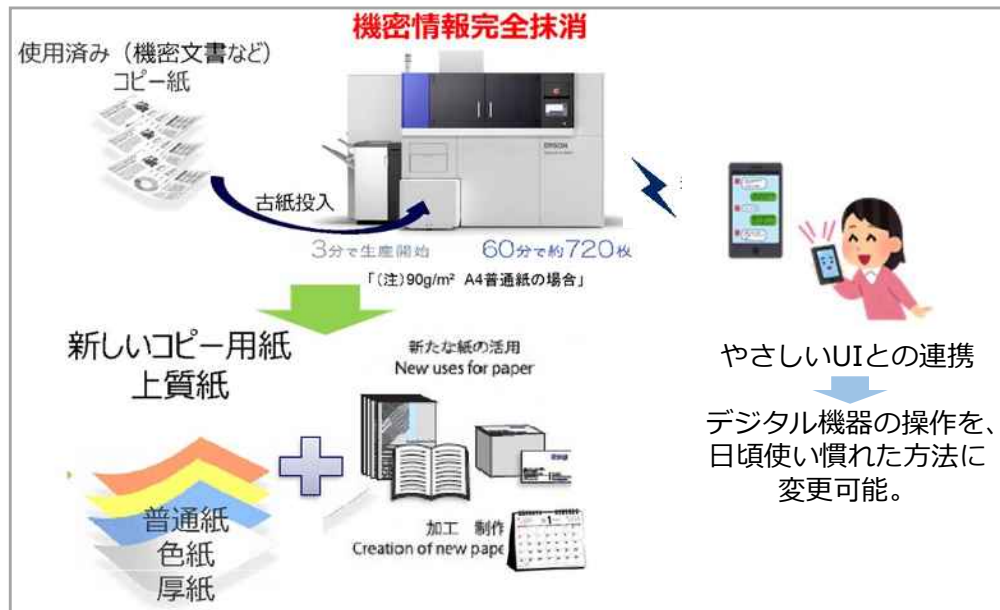 機密情報完全抹消
使用済み（機密文書など）
コピー紙
EPSON
古紙投入
3分で生産開始
60分で約720枚
「(注)90g/m² A4普通紙の場合」
新しいコピー用紙
上質紙
新たな紙の活用
New uses for paper
普通紙
色紙
厚紙
加工 制作
Creation of new pape
1
やさしいUIとの連携
デジタル機器の操作を、
日頃使い慣れた方法に
変更可能。